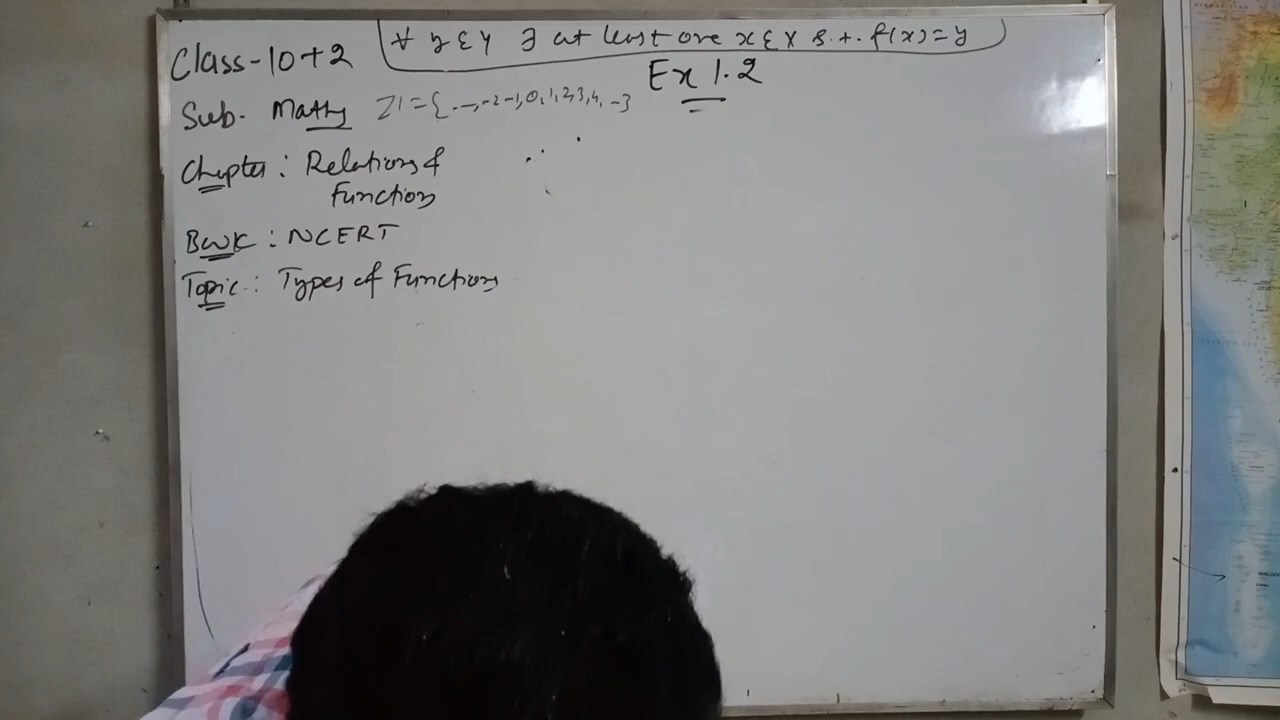 ∀ y ε Y ∃ at least one x ε X s.t. f(x) = y
Class-10+2
Ex 1.2
Sub. Maths Z = {. –, -2 -1, 0, 1, 2, 3, 4, –}
Chapter : Relations &
Functions
Book : NCERT
Topic : Types of Functions